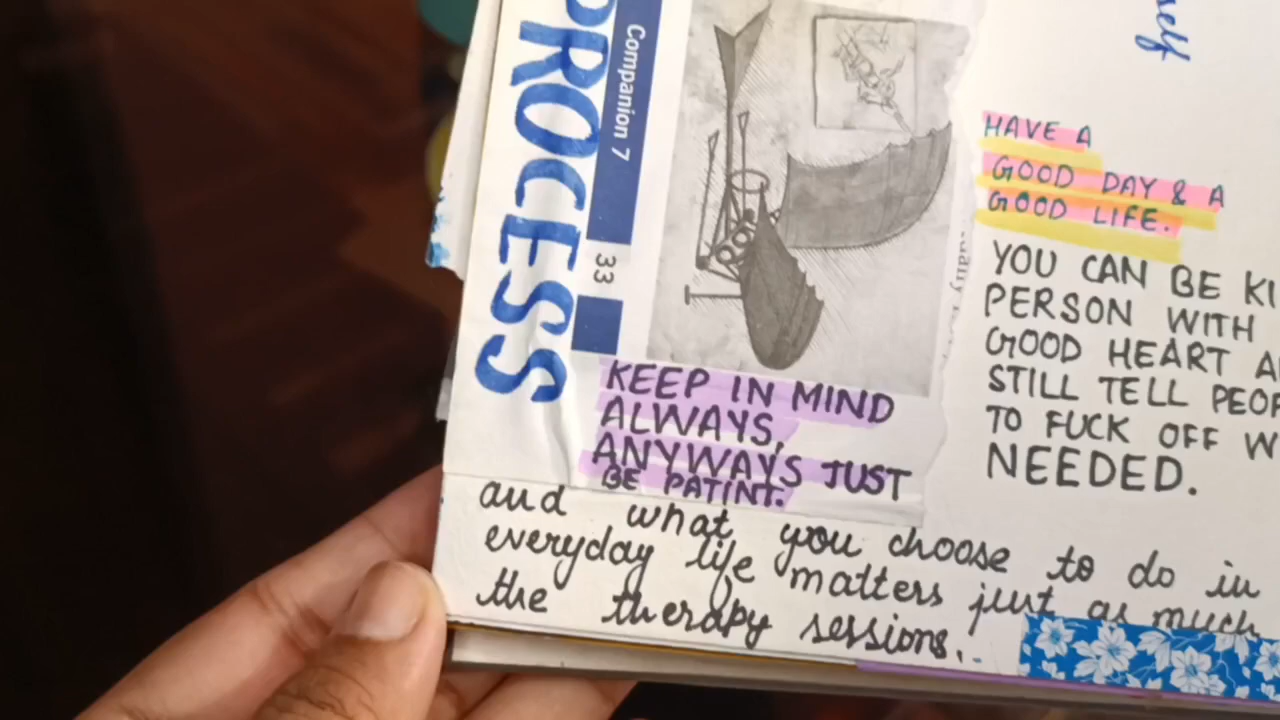 PROCESS
Companion 7
33
self
HAVE A
GOOD DAY & A
GOOD LIFE.
YOU CAN BE KI
PERSON WITH
GOOD HEART A
STILL TELL PEOP
TO FUCK OFF W
NEEDED.
KEEP IN MIND
ALWAYS,
ANYWAYS JUST
BE PATINT.
and what you choose to do in
everyday life matters just as much
the therapy sessions.